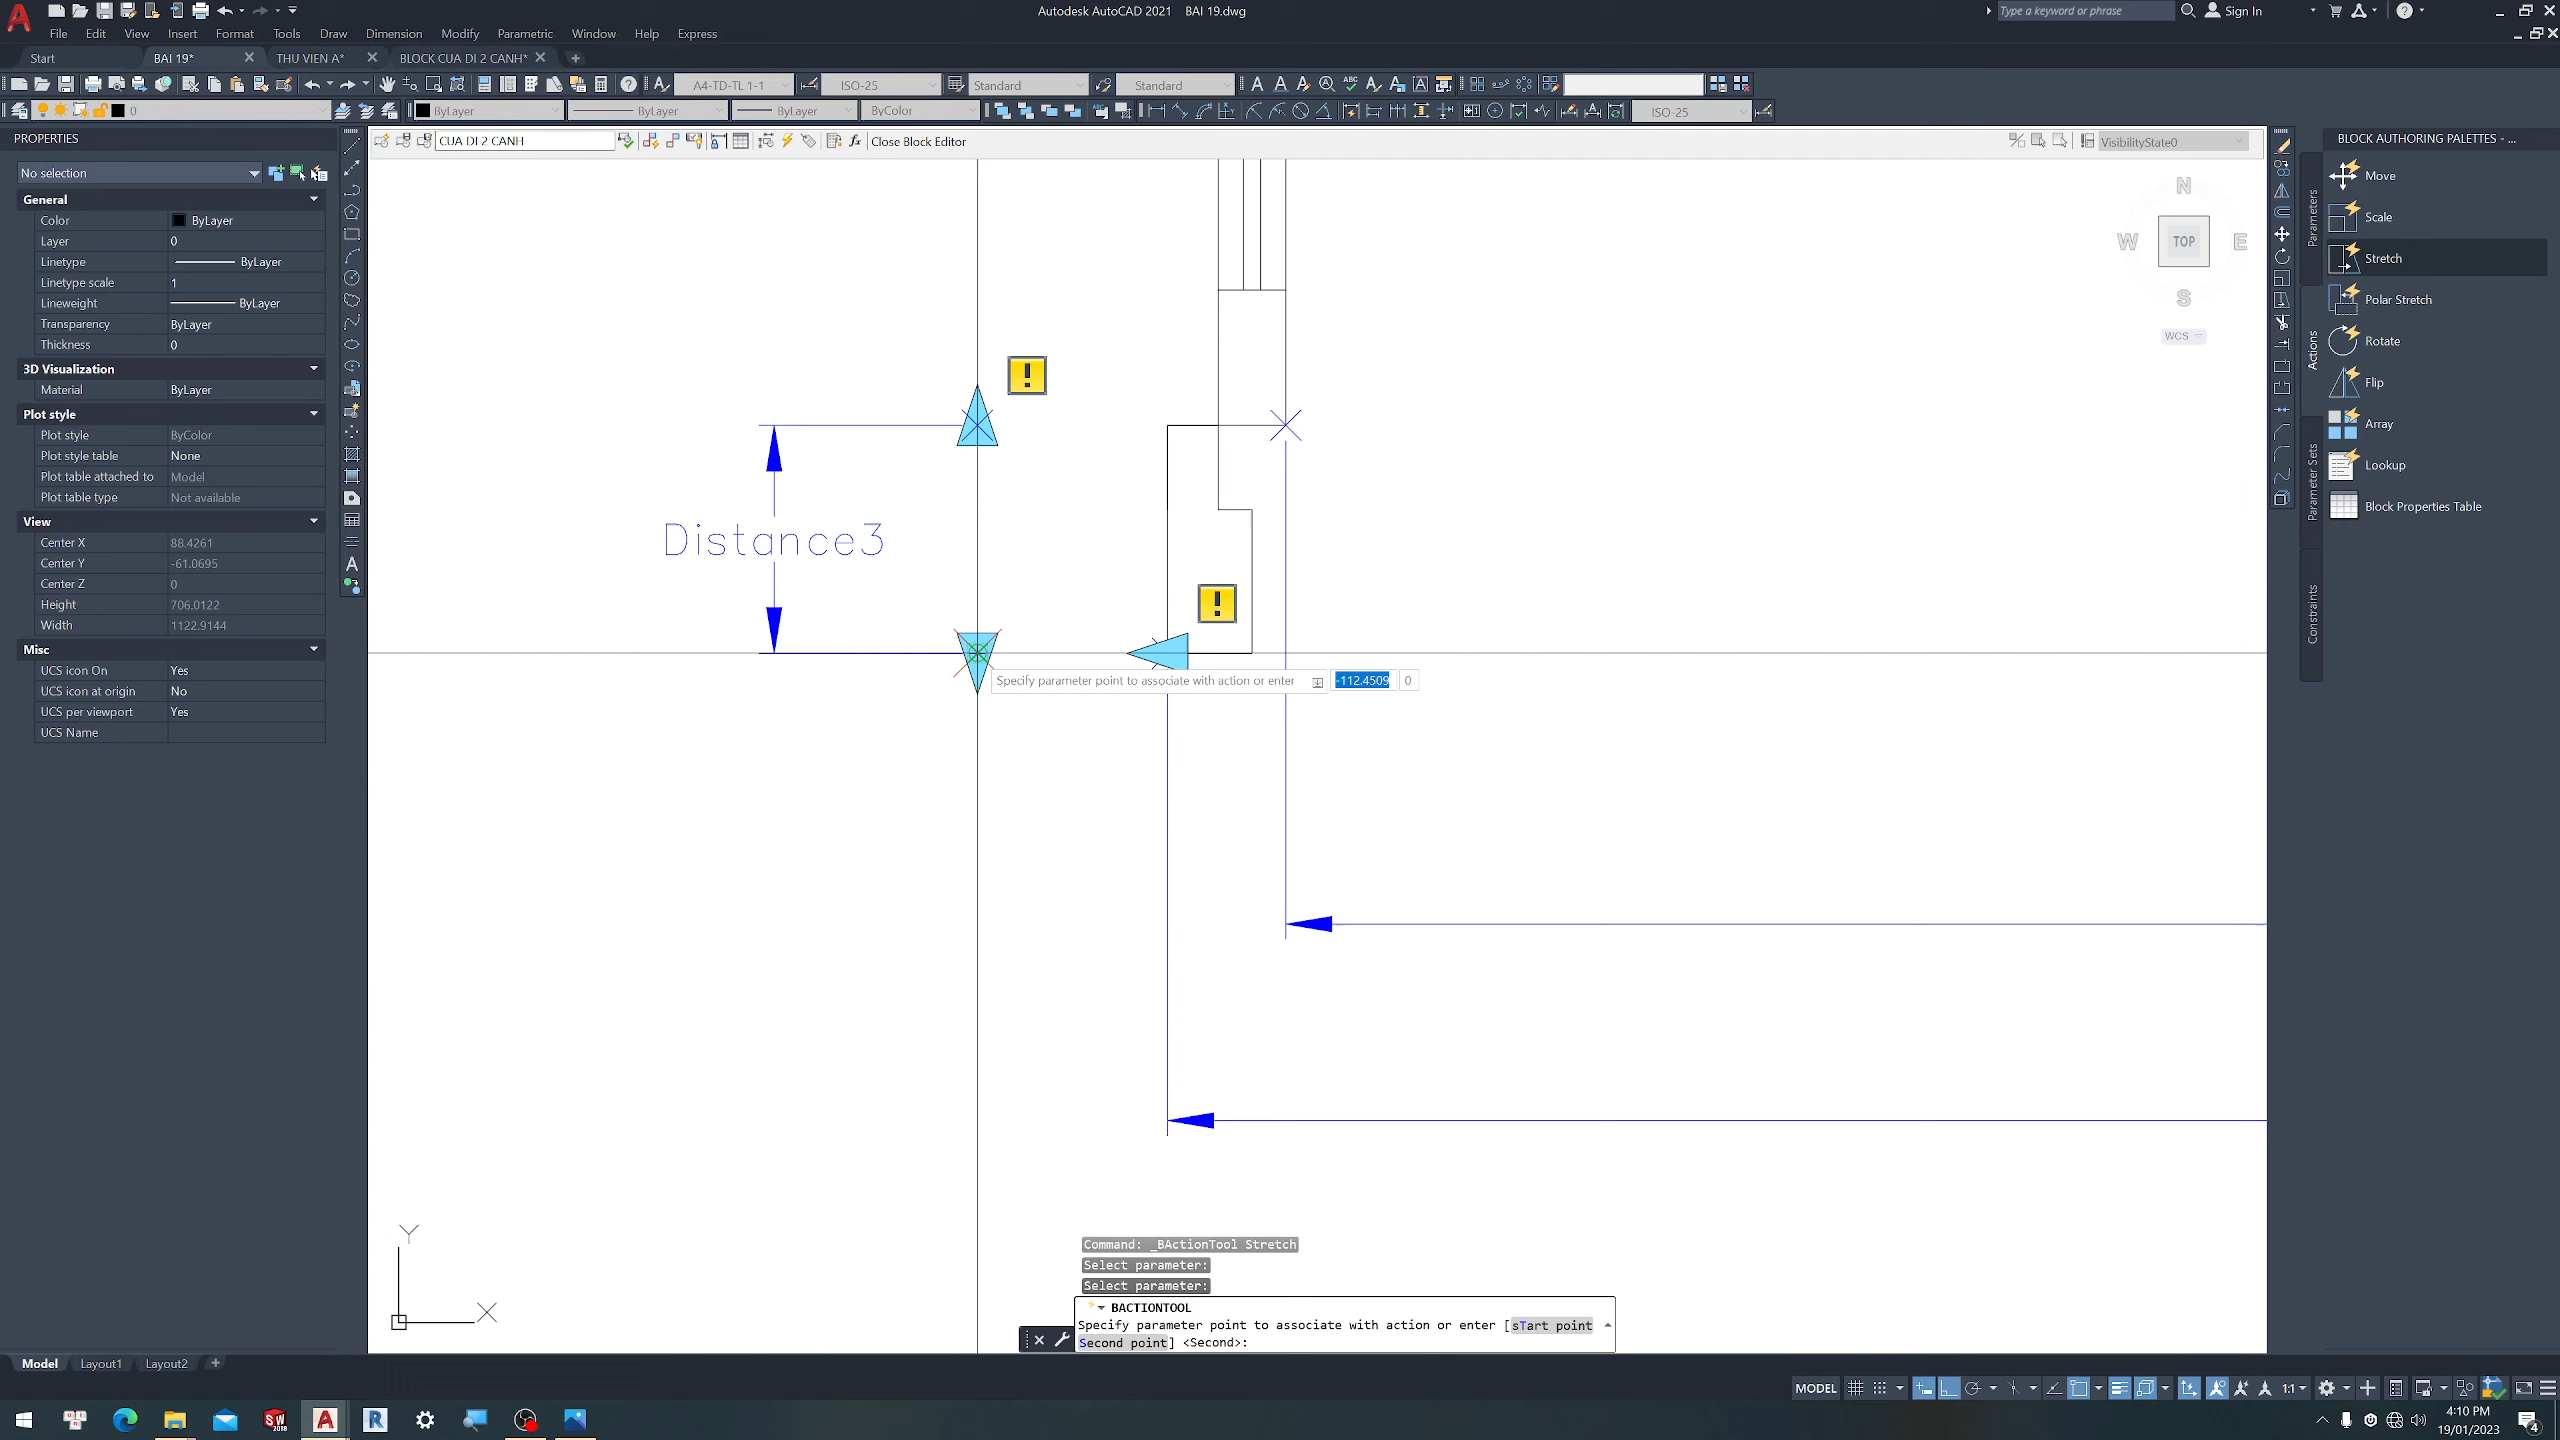 Autodesk AutoCAD 2021 BAI 19.dwg
Type a keyword or phrase
Sign In
File Edit View Insert Format Tools Draw Dimension Modify Parametric Window Help Express
Start BAI 19* THU VIEN A* BLOCK CUA DI 2 CANH*
A4-TD-TL 1-1 ISO-25 Standard Standard
0 ByLayer ByLayer ByLayer ByColor ISO-25
PROPERTIES
CUA DI 2 CANH fx Close Block Editor VisibilityState0
BLOCK AUTHORING PALETTES - ...
No selection
General
Color ByLayer
Layer 0
Linetype ByLayer
Linetype scale 1
Lineweight ByLayer
Transparency ByLayer
Thickness 0
3D Visualization
Material ByLayer
Plot style
Plot style ByColor
Plot style table None
Plot table attached to Model
Plot table type Not available
View
Center X 88.4261
Center Y -61.0695
Center Z 0
Height 706.0122
Width 1122.9144
Misc
UCS icon On Yes
UCS icon at origin No
UCS per viewport Yes
UCS Name
Distance3
!
!
Specify parameter point to associate with action or enter -112.4509 0
N
W TOP E
S
WCS
Parameters
Actions
Parameter Sets
Constraints
Move
Scale
Stretch
Polar Stretch
Rotate
Flip
Array
Lookup
Block Properties Table
Y
X
Command: _BActionTool Stretch
Select parameter:
Select parameter:
BACTIONTOOL
Specify parameter point to associate with action or enter [sTart point
Second point] <Second>:
Model Layout1 Layout2
MODEL 1:1
SW
2018
A
R
4:10 PM
19/01/2023
4